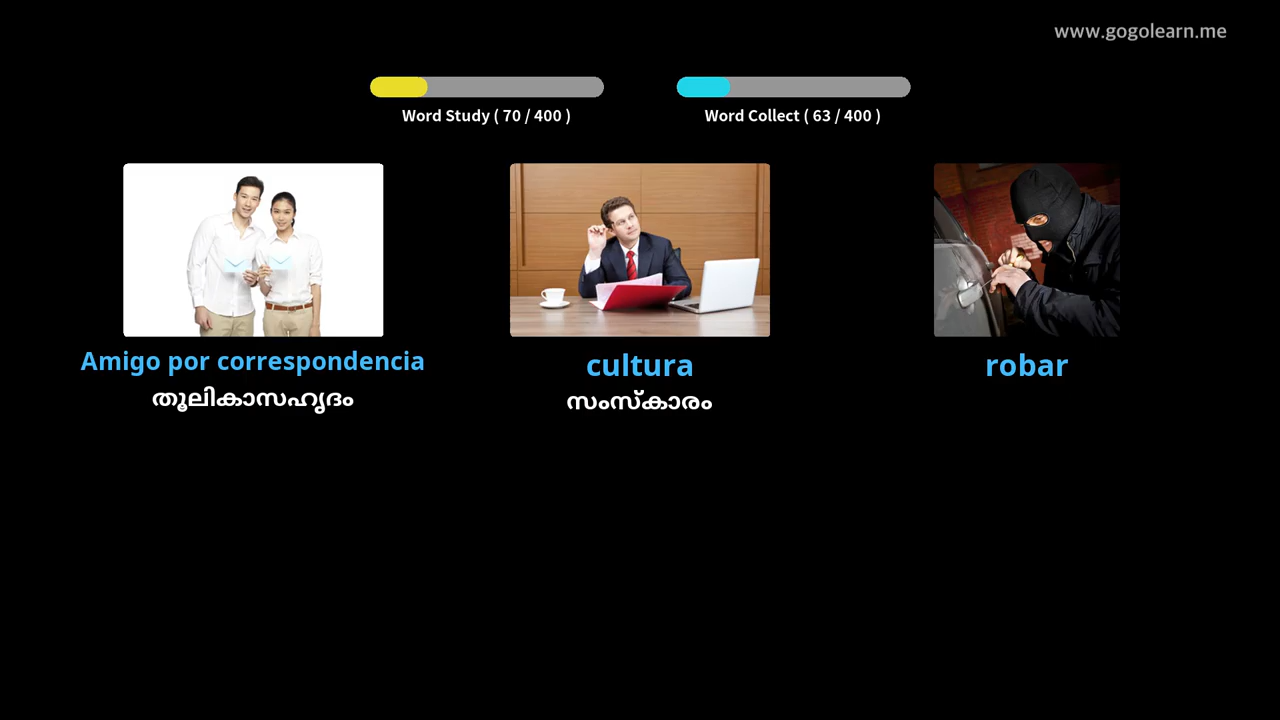 www.gogolearn.me
Word Study ( 70 / 400 )
Word Collect ( 63 / 400 )
Amigo por correspondencia
cultura
robar
തൂലികാസഹൃദം
സംസ്കാരം